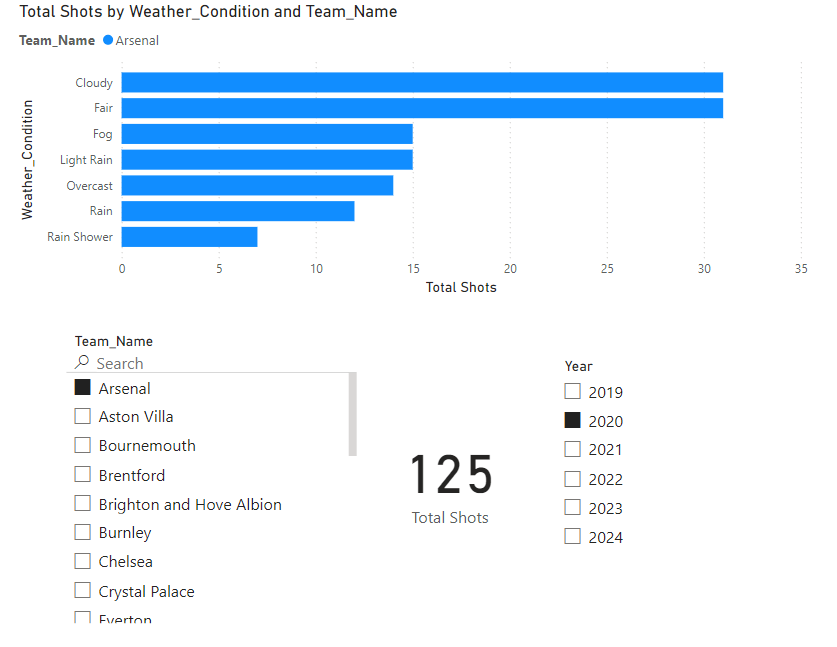 Total Shots by Weather_Condition and Team_Name
Team_Name Arsenal
Weather_Condition
Cloudy
Fair
Fog
Light Rain
Overcast
Rain
Rain Shower
0 5 10 15 20 25 30 35
Total Shots
Team_Name
Search
Arsenal
Aston Villa
Bournemouth
Brentford
Brighton and Hove Albion
Burnley
Chelsea
Crystal Palace
Everton
125
Total Shots
Year
2019
2020
2021
2022
2023
2024